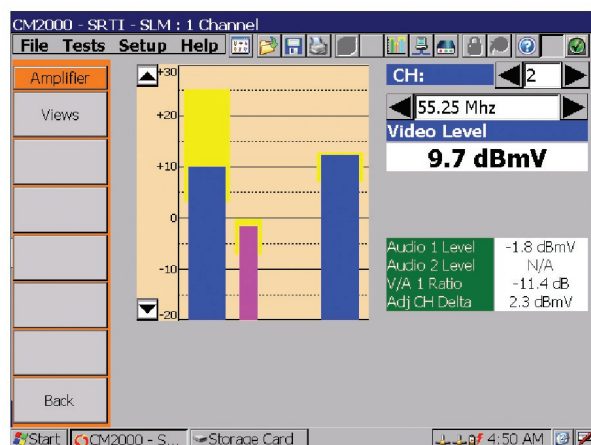 CM2000 - SRTI - SLM : 1 Channel
File Tests Setup Help
Amplifier
Views
Back
+30
+20
+10
0
-10
-20
CH: 2
55.25 Mhz
Video Level
9.7 dBmV
Audio 1 Level -1.8 dBmV
Audio 2 Level N/A
V/A 1 Ratio -11.4 dB
Adj CH Delta 2.3 dBmV
Start CM2000 - S... Storage Card 4:50 AM